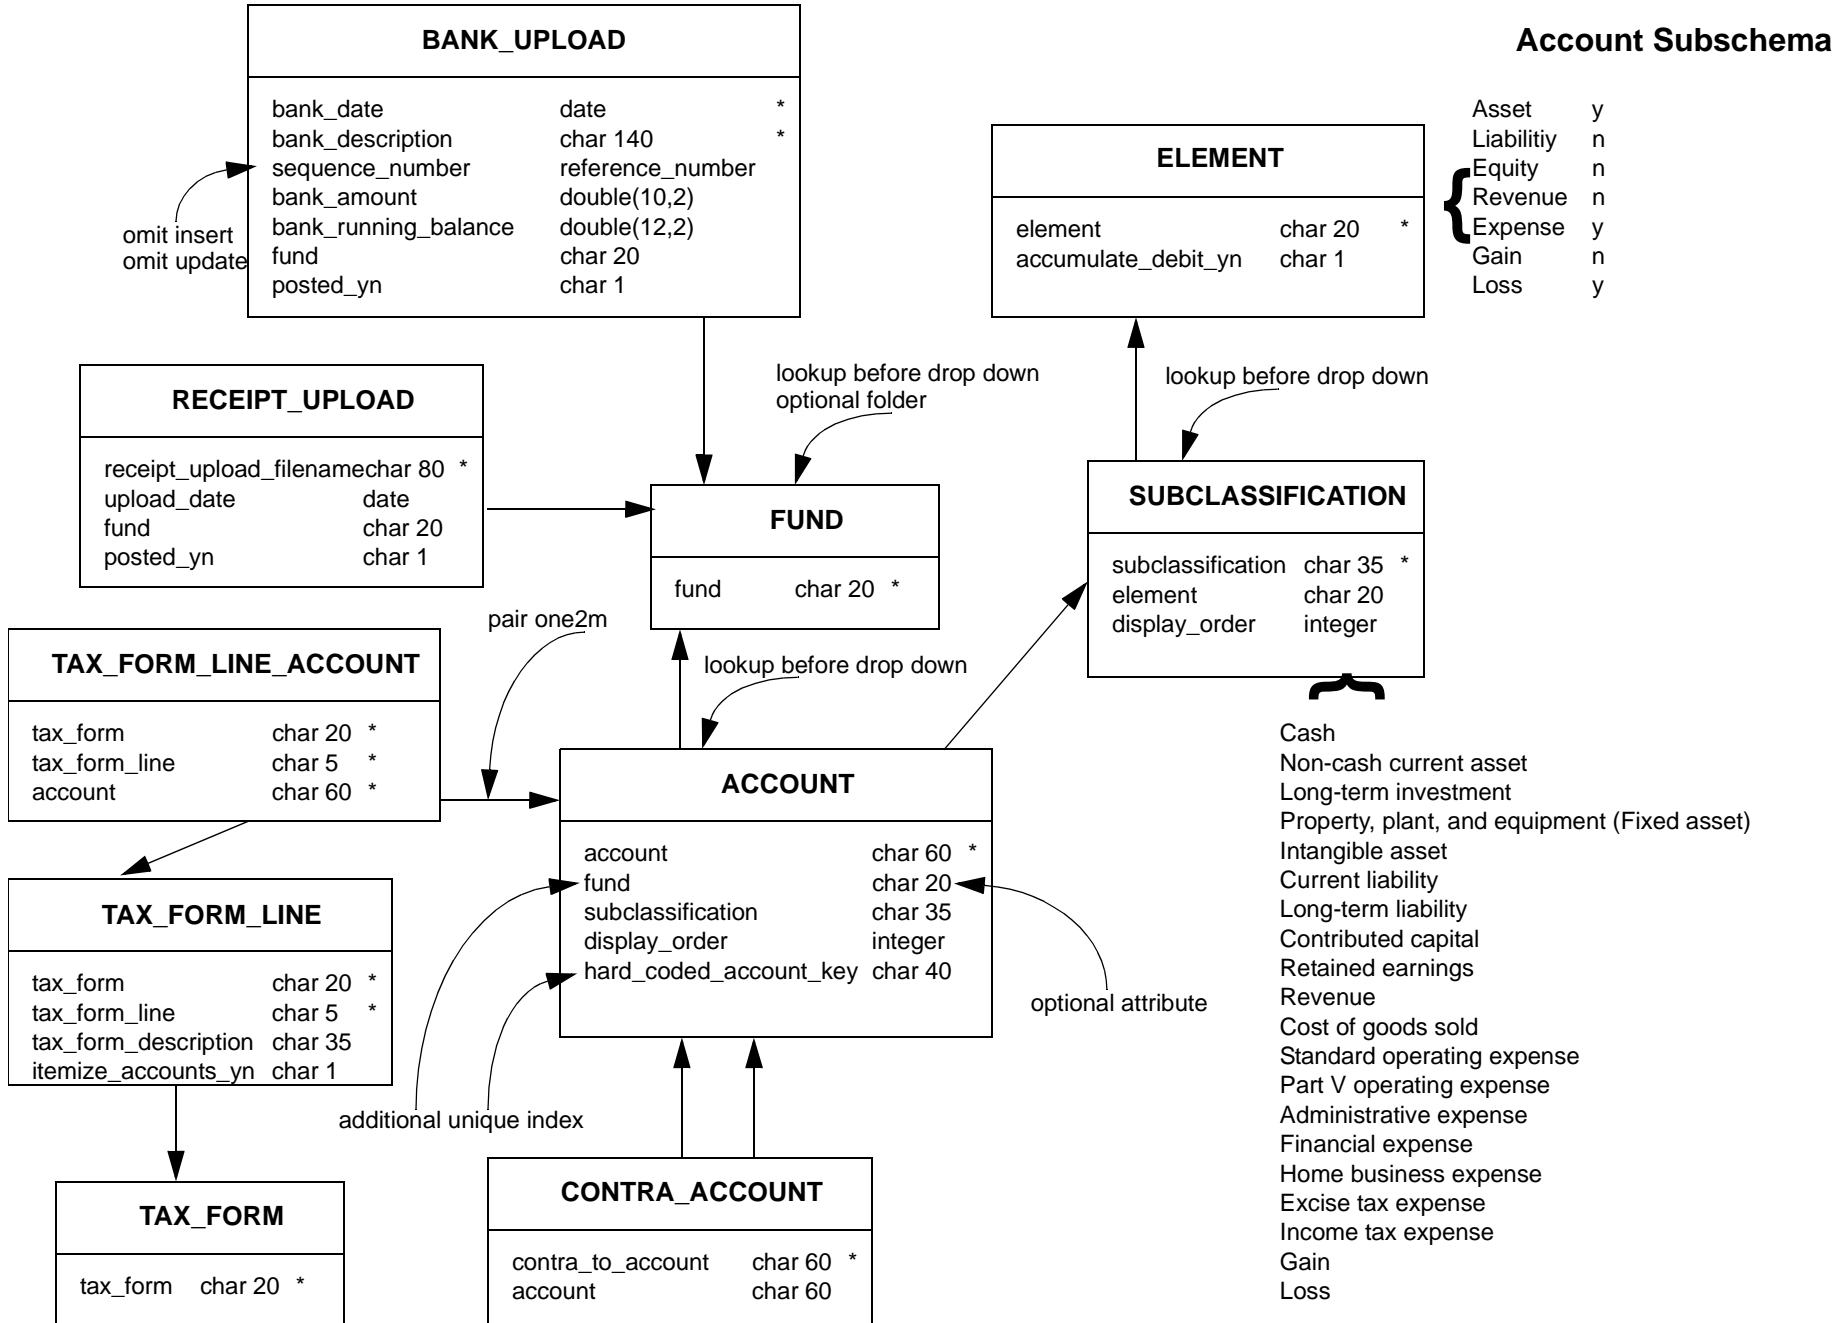 Account Subschema
BANK_UPLOAD
bank_date date *
bank_description char 140 *
sequence_number reference_number
bank_amount double(10,2)
bank_running_balance double(12,2)
fund char 20
posted_yn char 1
omit insert
omit update
ELEMENT
element char 20 *
accumulate_debit_yn char 1
Asset y
Liabilitiy n
Equity n
Revenue n
Expense y
Gain n
Loss y
RECEIPT_UPLOAD
receipt_upload_filenamechar 80 *
upload_date date
fund char 20
posted_yn char 1
lookup before drop down
optional folder
lookup before drop down
FUND
fund char 20 *
SUBCLASSIFICATION
subclassification char 35 *
element char 20
display_order integer
pair one2m
lookup before drop down
TAX_FORM_LINE_ACCOUNT
tax_form char 20 *
tax_form_line char 5 *
account char 60 *
ACCOUNT
account char 60 *
fund char 20
subclassification char 35
display_order integer
hard_coded_account_key char 40
optional attribute
additional unique index
TAX_FORM_LINE
tax_form char 20 *
tax_form_line char 5 *
tax_form_description char 35
itemize_accounts_yn char 1
TAX_FORM
tax_form char 20 *
CONTRA_ACCOUNT
contra_to_account char 60 *
account char 60
Cash
Non-cash current asset
Long-term investment
Property, plant, and equipment (Fixed asset)
Intangible asset
Current liability
Long-term liability
Contributed capital
Retained earnings
Revenue
Cost of goods sold
Standard operating expense
Part V operating expense
Administrative expense
Financial expense
Home business expense
Excise tax expense
Income tax expense
Gain
Loss